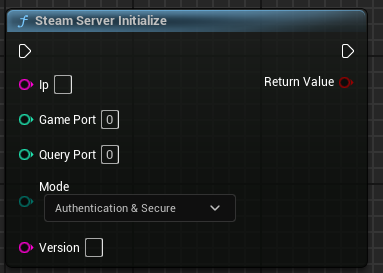 Steam Server Initialize
Ip
Return Value
Game Port 0
Query Port 0
Mode
Authentication & Secure
Version